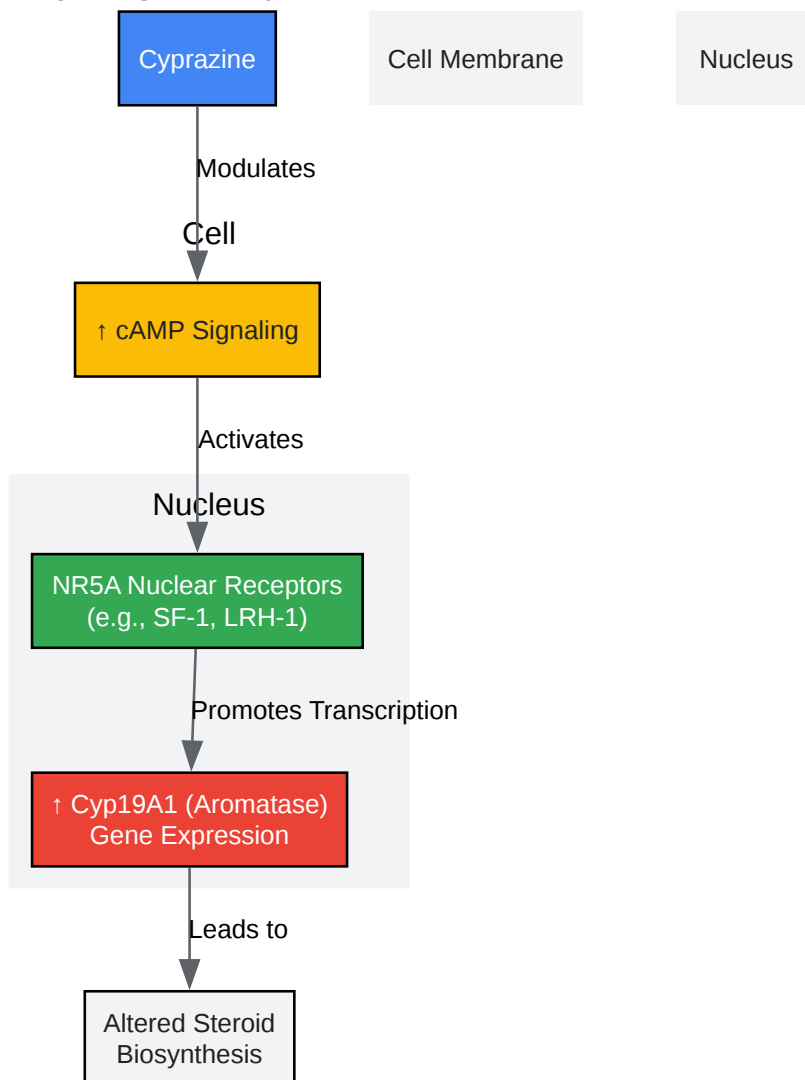 Cyprazine
Cell Membrane
Nucleus
Modulates
Cell
↑ cAMP Signaling
Activates
Nucleus
NR5A Nuclear Receptors
(e.g., SF-1, LRH-1)
Promotes Transcription
↑ Cyp19A1 (Aromatase)
Gene Expression
Leads to
Altered Steroid
Biosynthesis